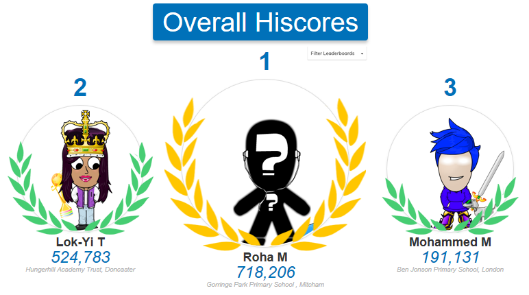 Overall Hiscores
Filter Leaderboards
1
2
3
?
?
Lok-Yi T
524,783
Hungerhill Academy Trust, Doncaster
Roha M
718,206
Gorringe Park Primary School , Mitcham
Mohammed M
191,131
Ben Jonson Primary School, London